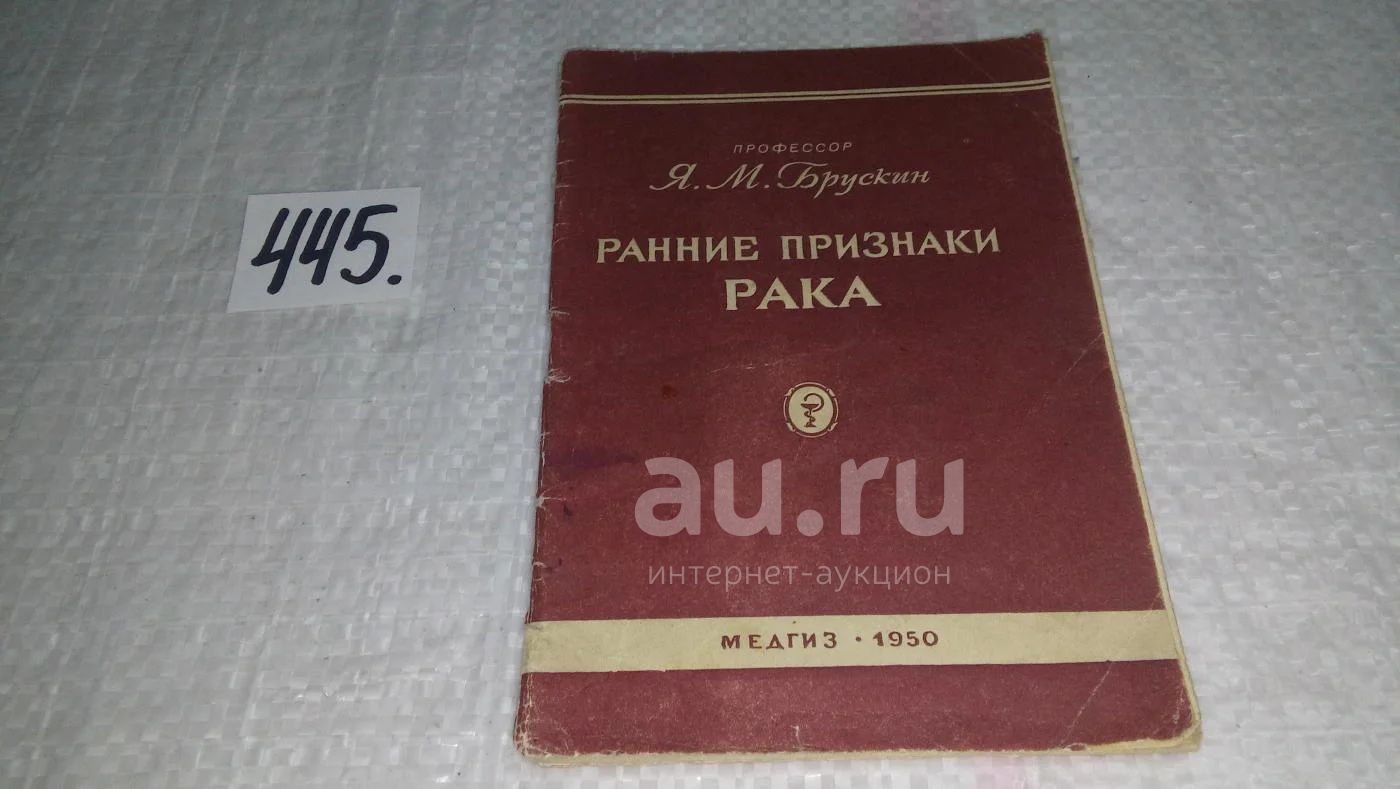 445.
ПРОФЕССОР
Я. М. Брускин
РАННИЕ ПРИЗНАКИ
РАКА
au.ru
интернет-аукцион
МЕДГИЗ • 1950